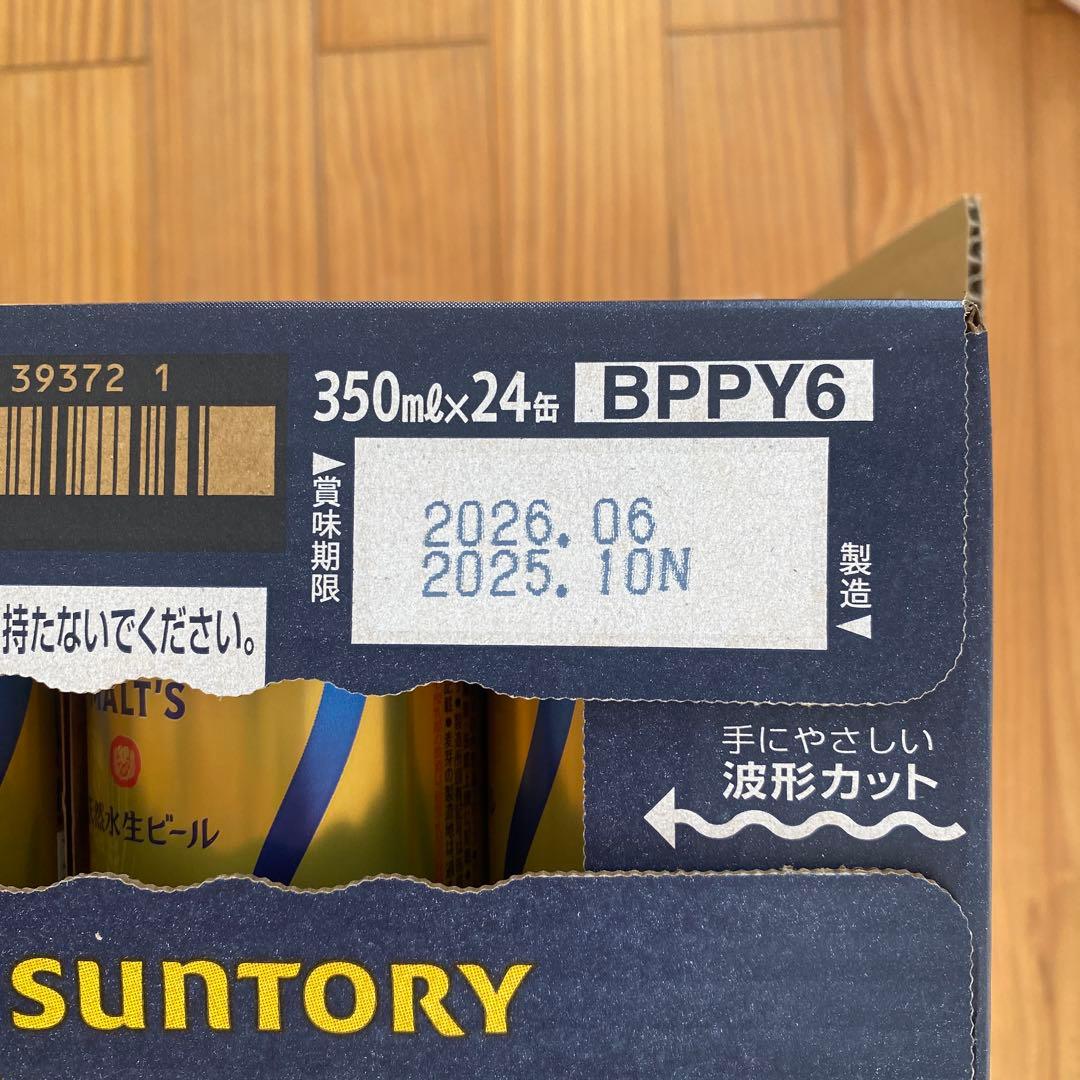 39372 1
350ml×24缶 BPPY6
▶賞味期限
2026.06
2025.10N
製造◀
持たないでください。
MALT'S
天然水生ビール
手にやさしい
波形カット
SUNTORY